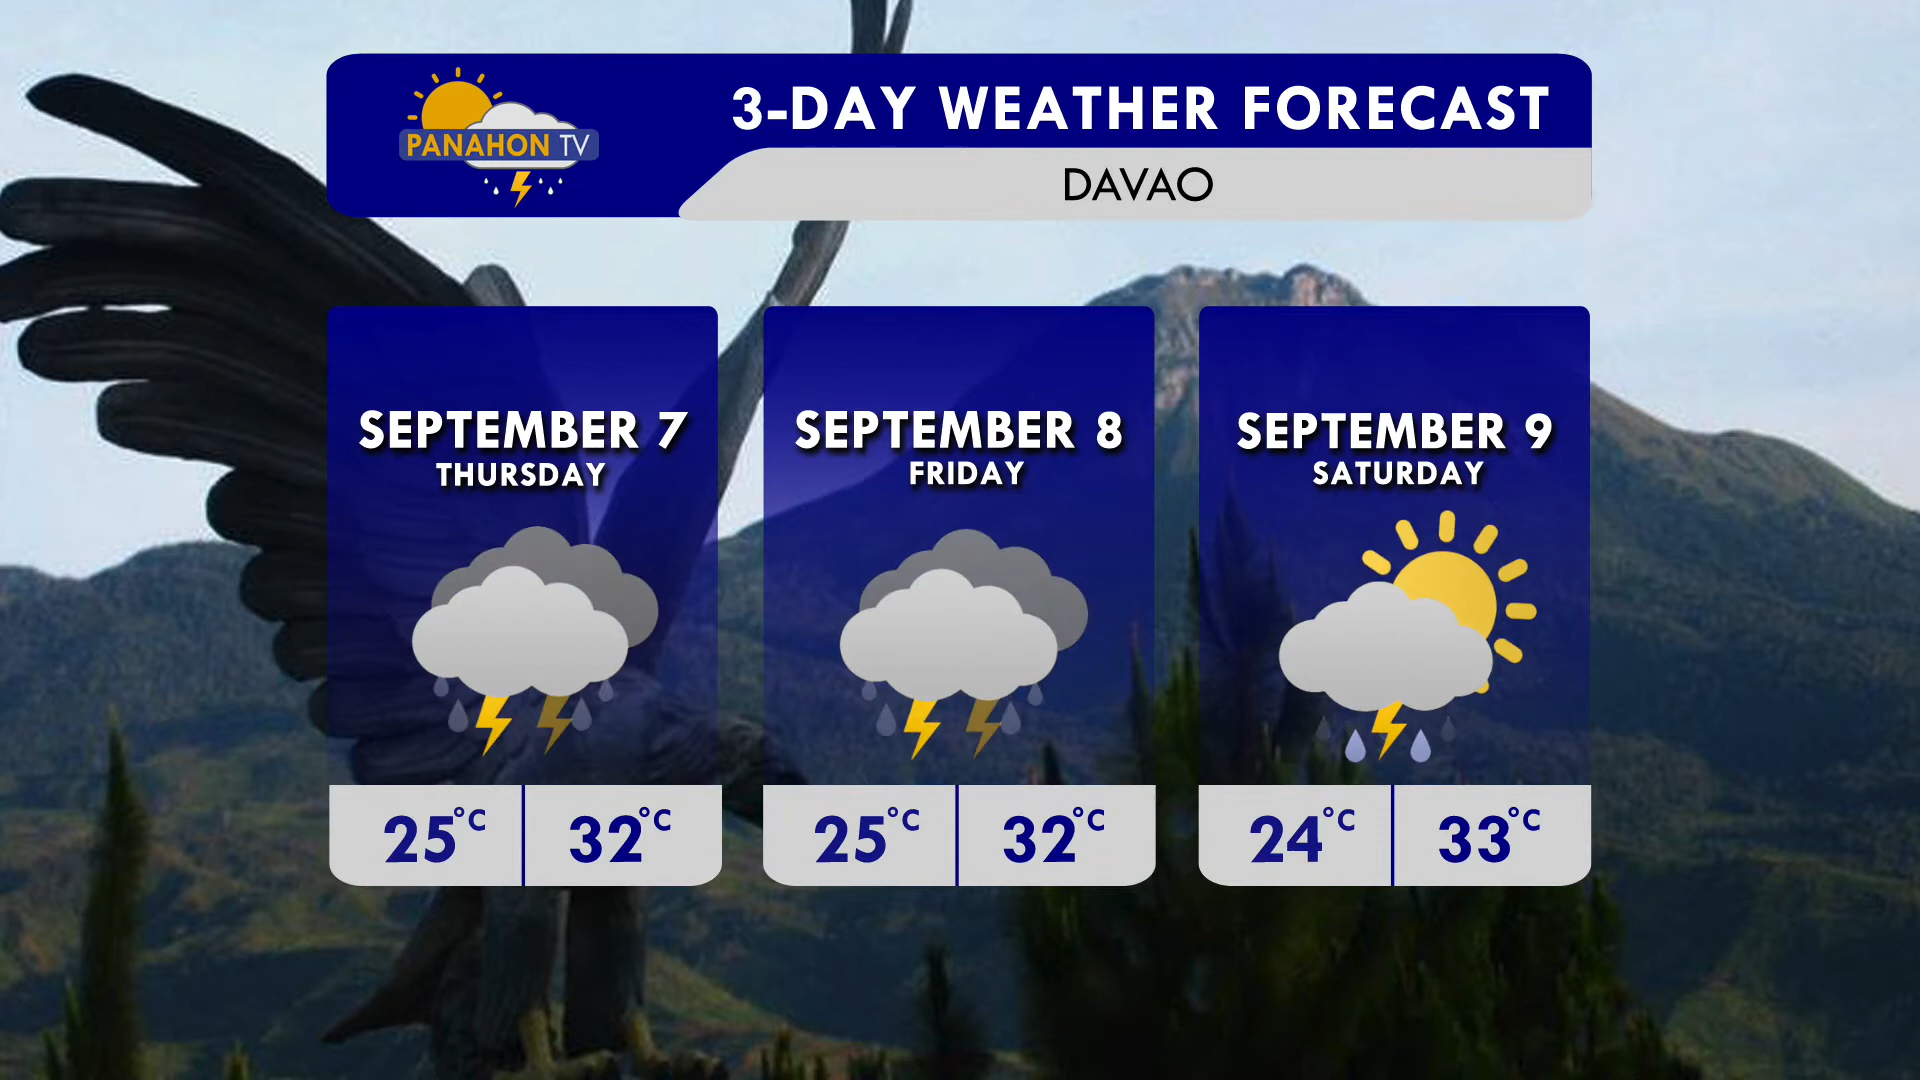 PANAHON TV
3-DAY WEATHER FORECAST
DAVAO
SEPTEMBER 7
THURSDAY
25°C
32°C
SEPTEMBER 8
FRIDAY
25°C
32°C
SEPTEMBER 9
SATURDAY
24°C
33°C